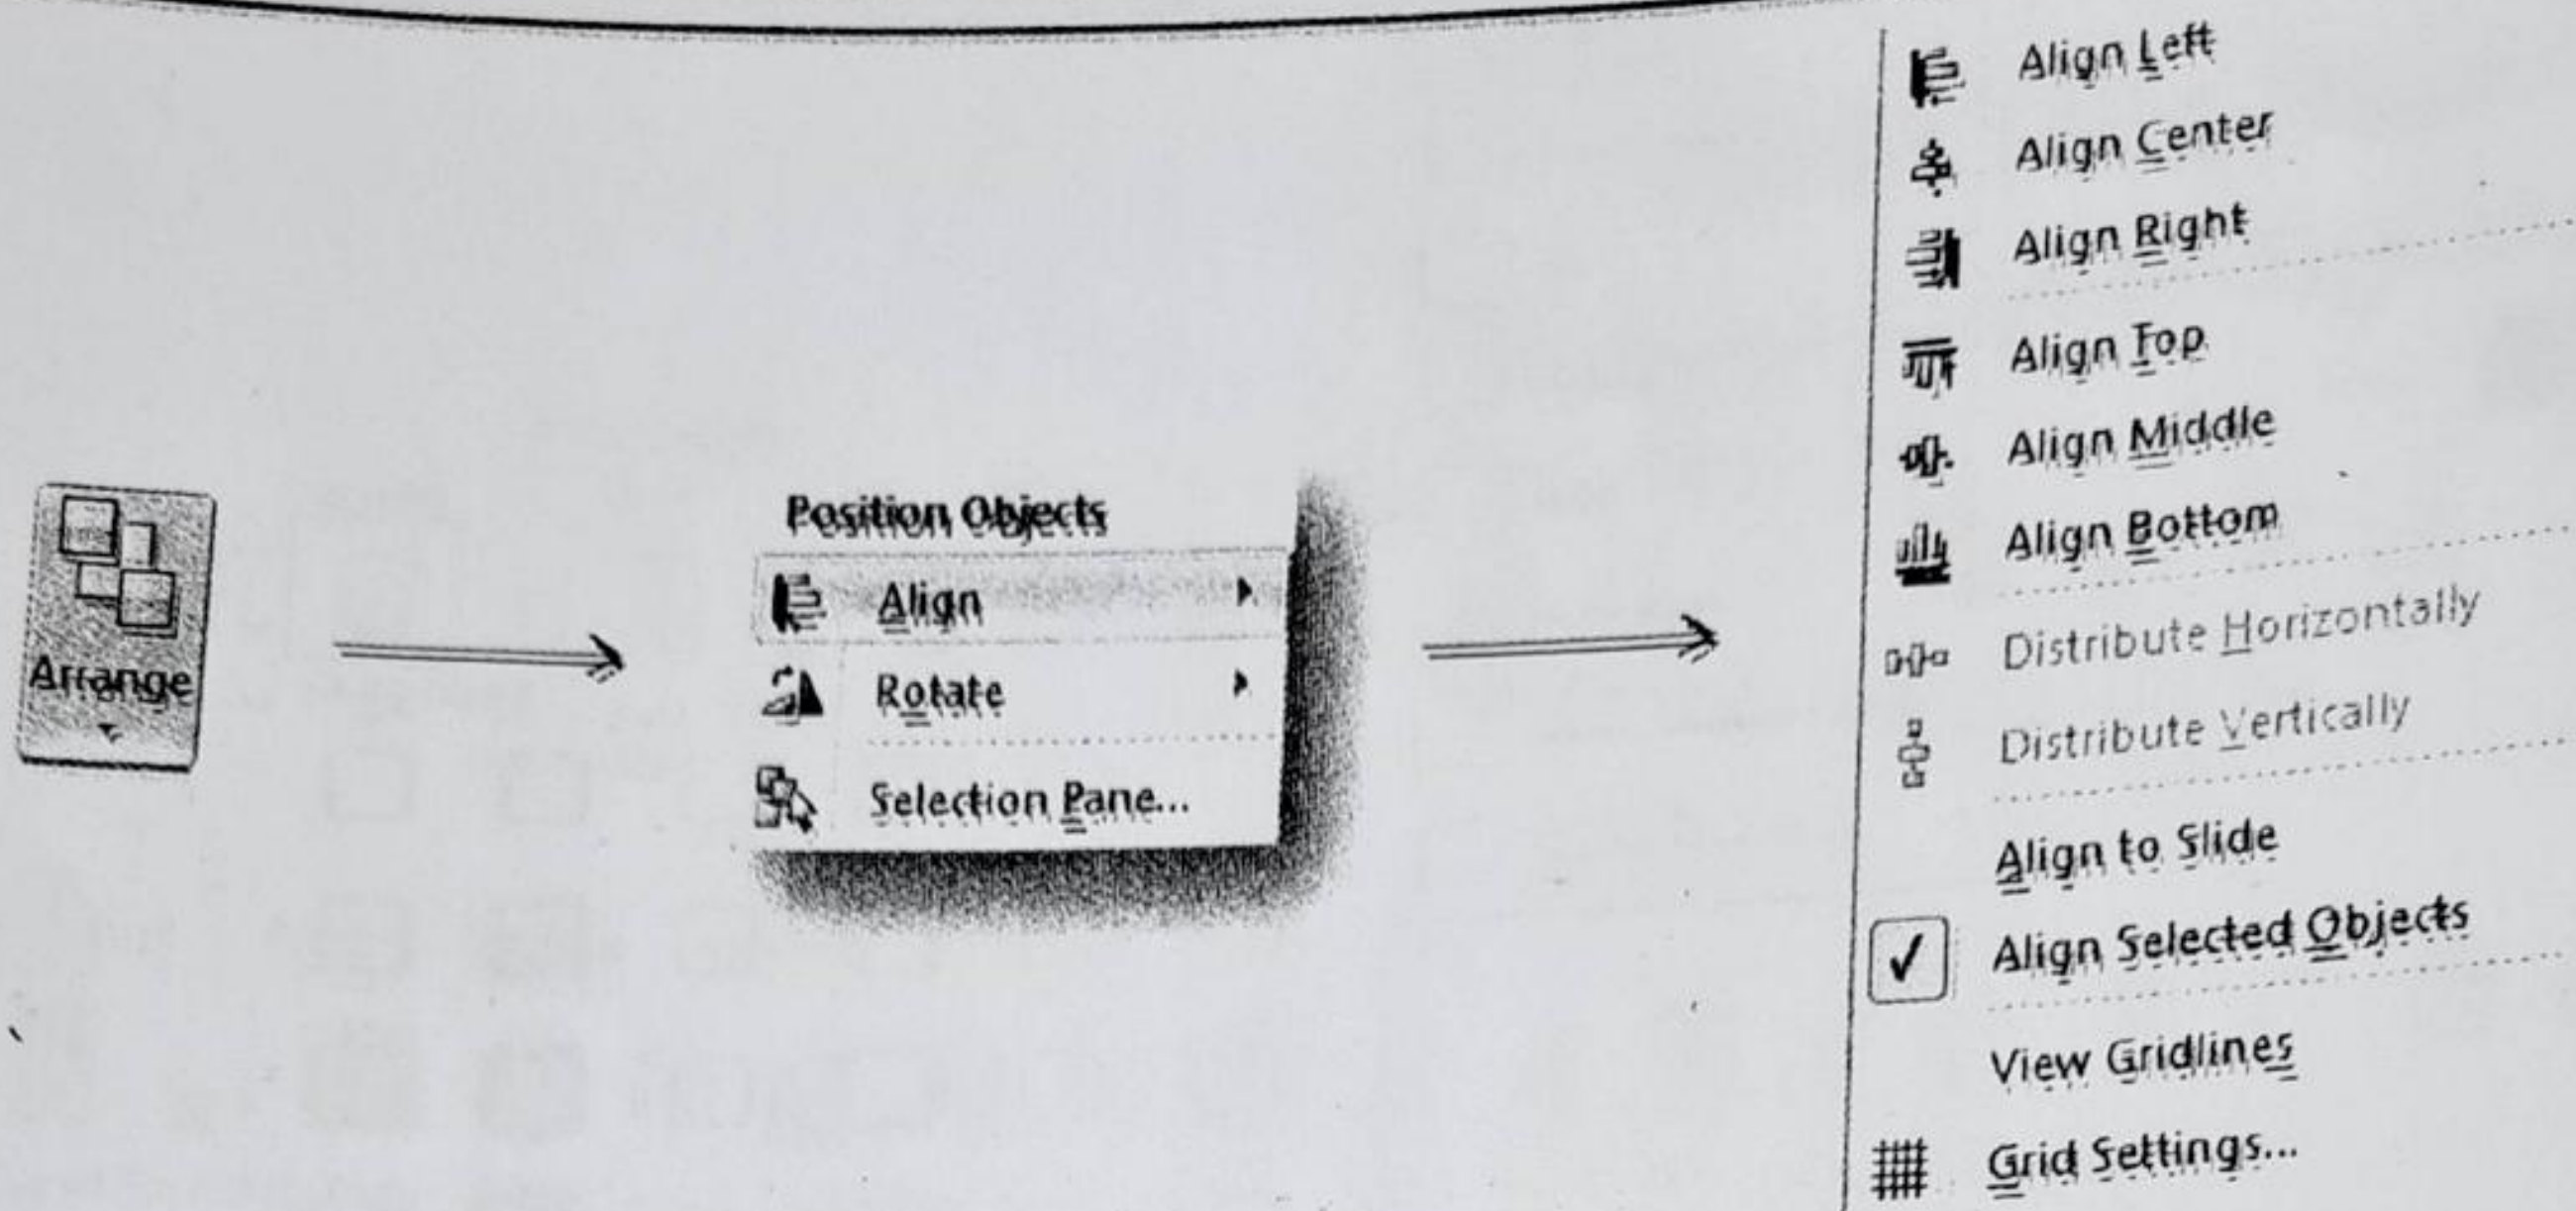 Arrange
Position Objects
Align
Rotate
Selection Pane...
Align Left
Align Center
Align Right
Align Top
Align Middle
Align Bottom
Distribute Horizontally
Distribute Vertically
Align to Slide
Align Selected Objects
View Gridlines
Grid Settings...